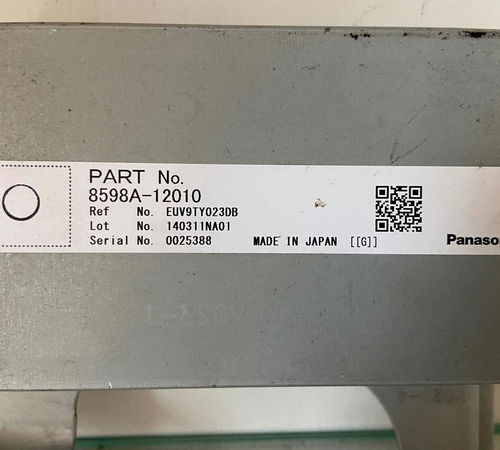 PART No.
8598A-12010
Ref No. EUV9TY023DB
Lot No. 140311NA01
Serial No. 0025388 MADE IN JAPAN [[G]] Panaso